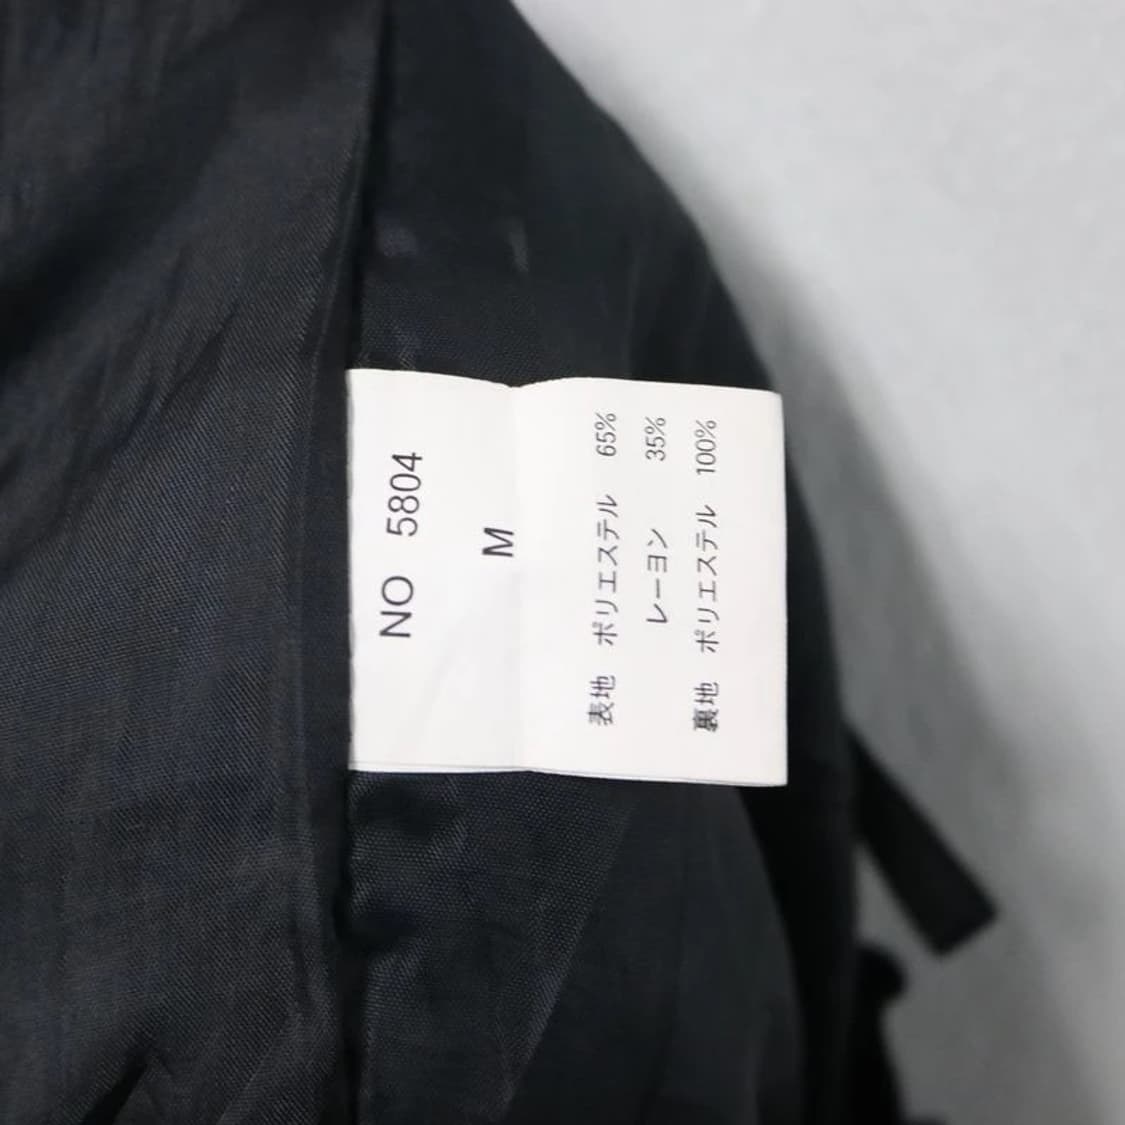 NO 5804
M
表地 ポリエステル 65%
レーヨン 35%
裏地 ポリエステル 100%